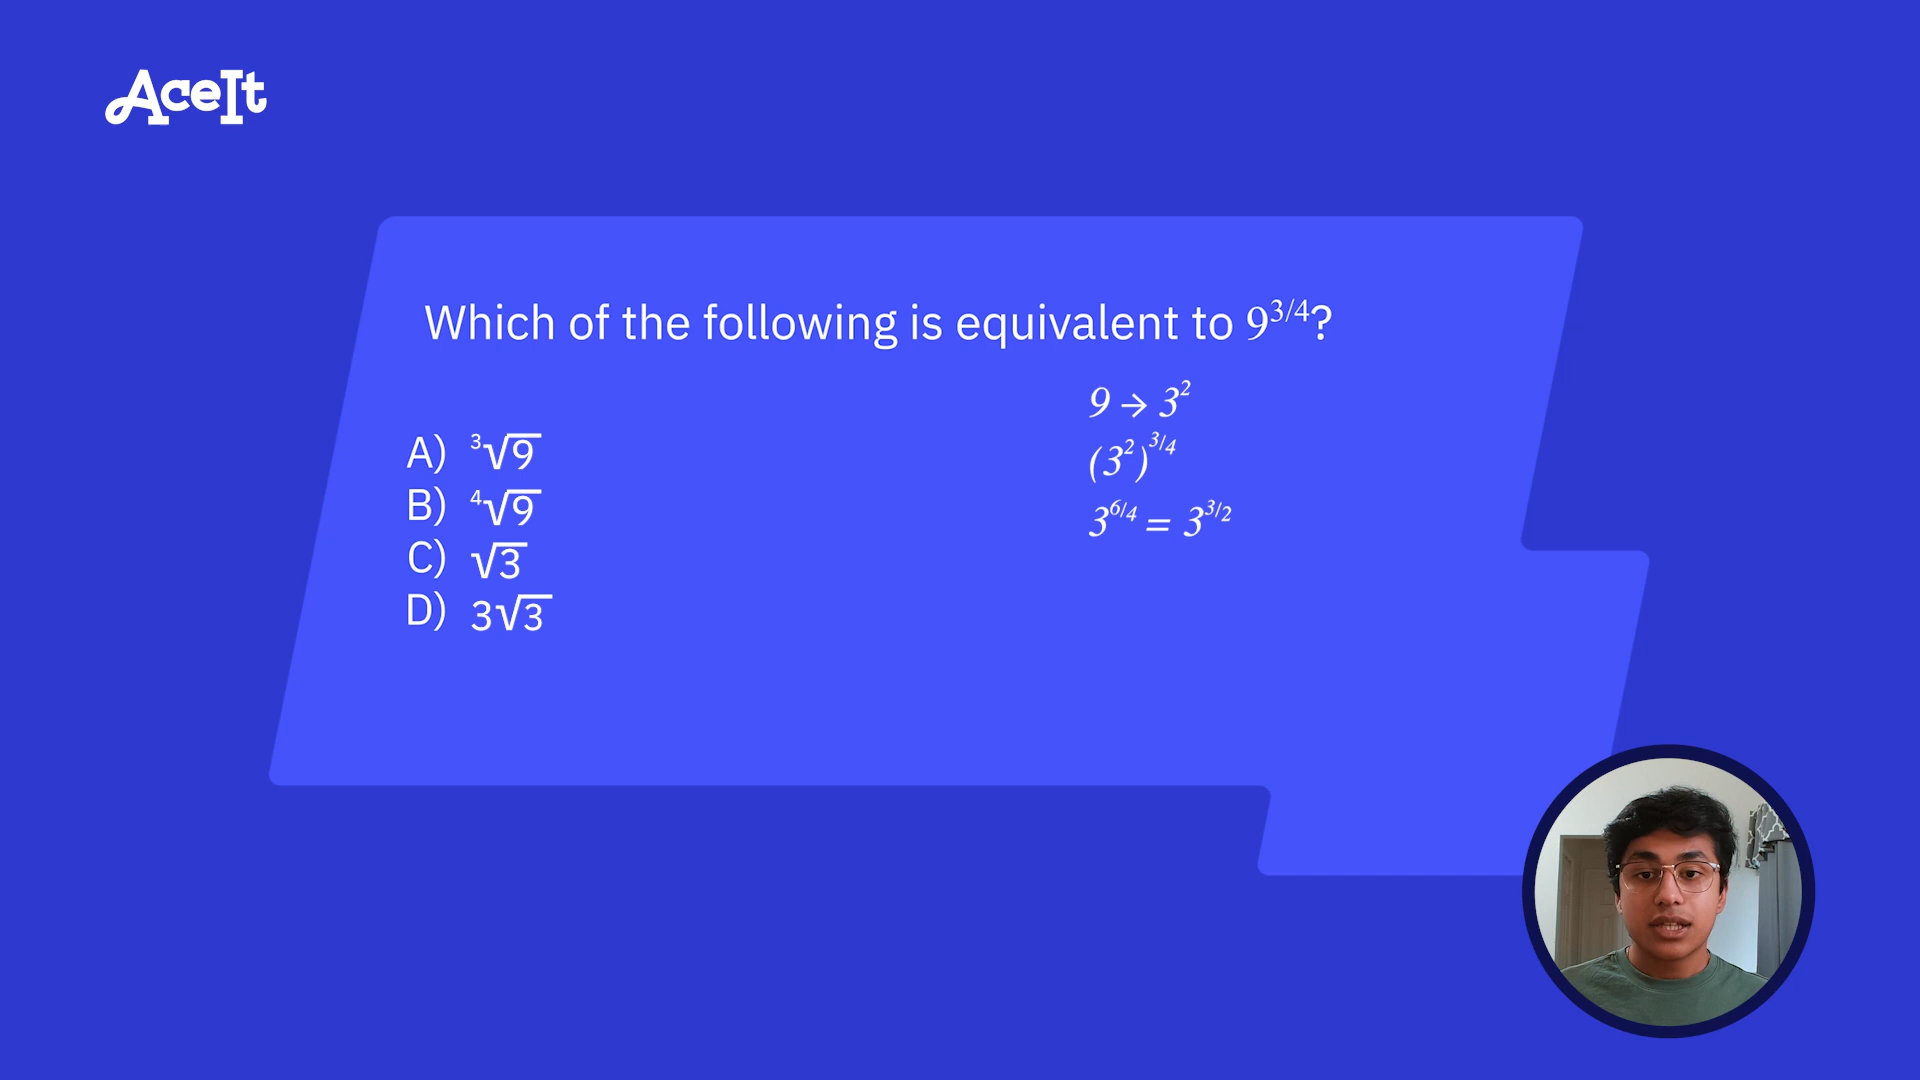 AceIt
Which of the following is equivalent to 9^{3/4}?
9 → 3²
(3²)^{3/4}
3^{6/4} = 3^{3/2}
A) ³√9
B) ⁴√9
C) √3
D) 3√3